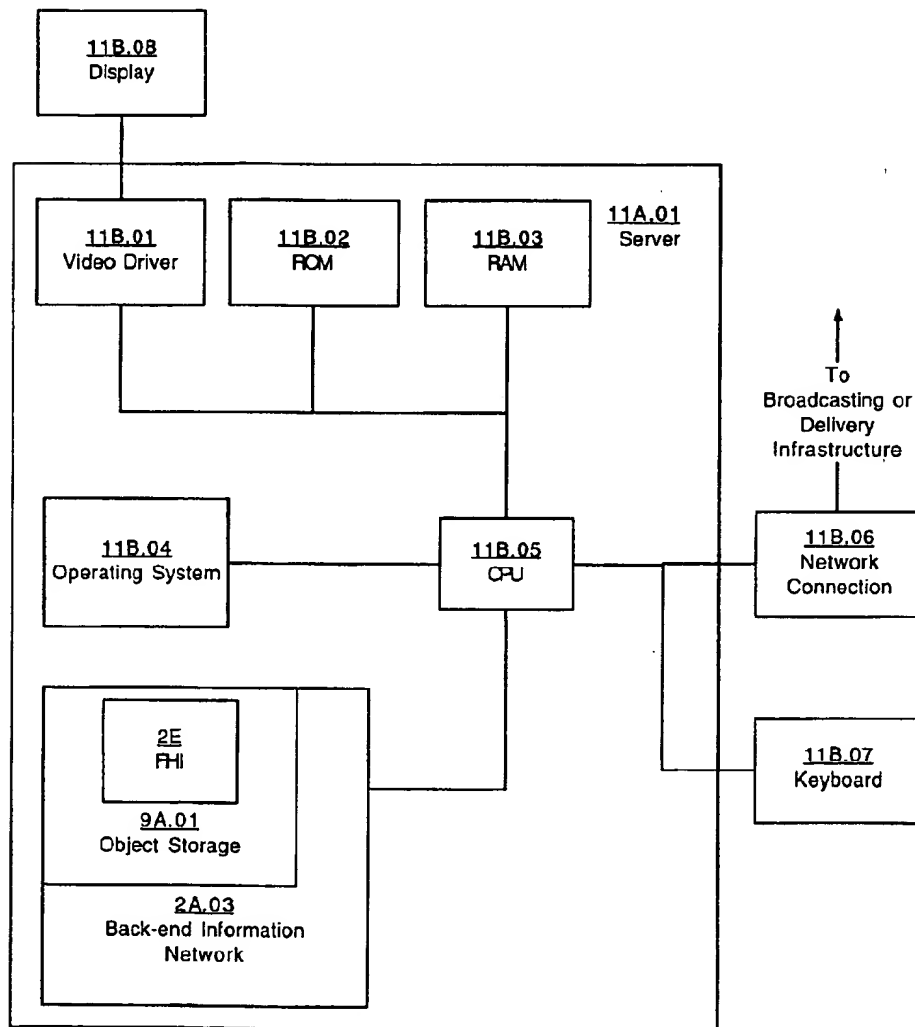 11B.08
Display
11B.01
Video Driver
11B.02
ROM
11B.03
RAM
11A.01
Server
To
Broadcasting or
Delivery
Infrastructure
11B.04
Operating System
11B.05
CPU
11B.06
Network
Connection
2E
FHI
9A.01
Object Storage
2A.03
Back-end Information
Network
11B.07
Keyboard